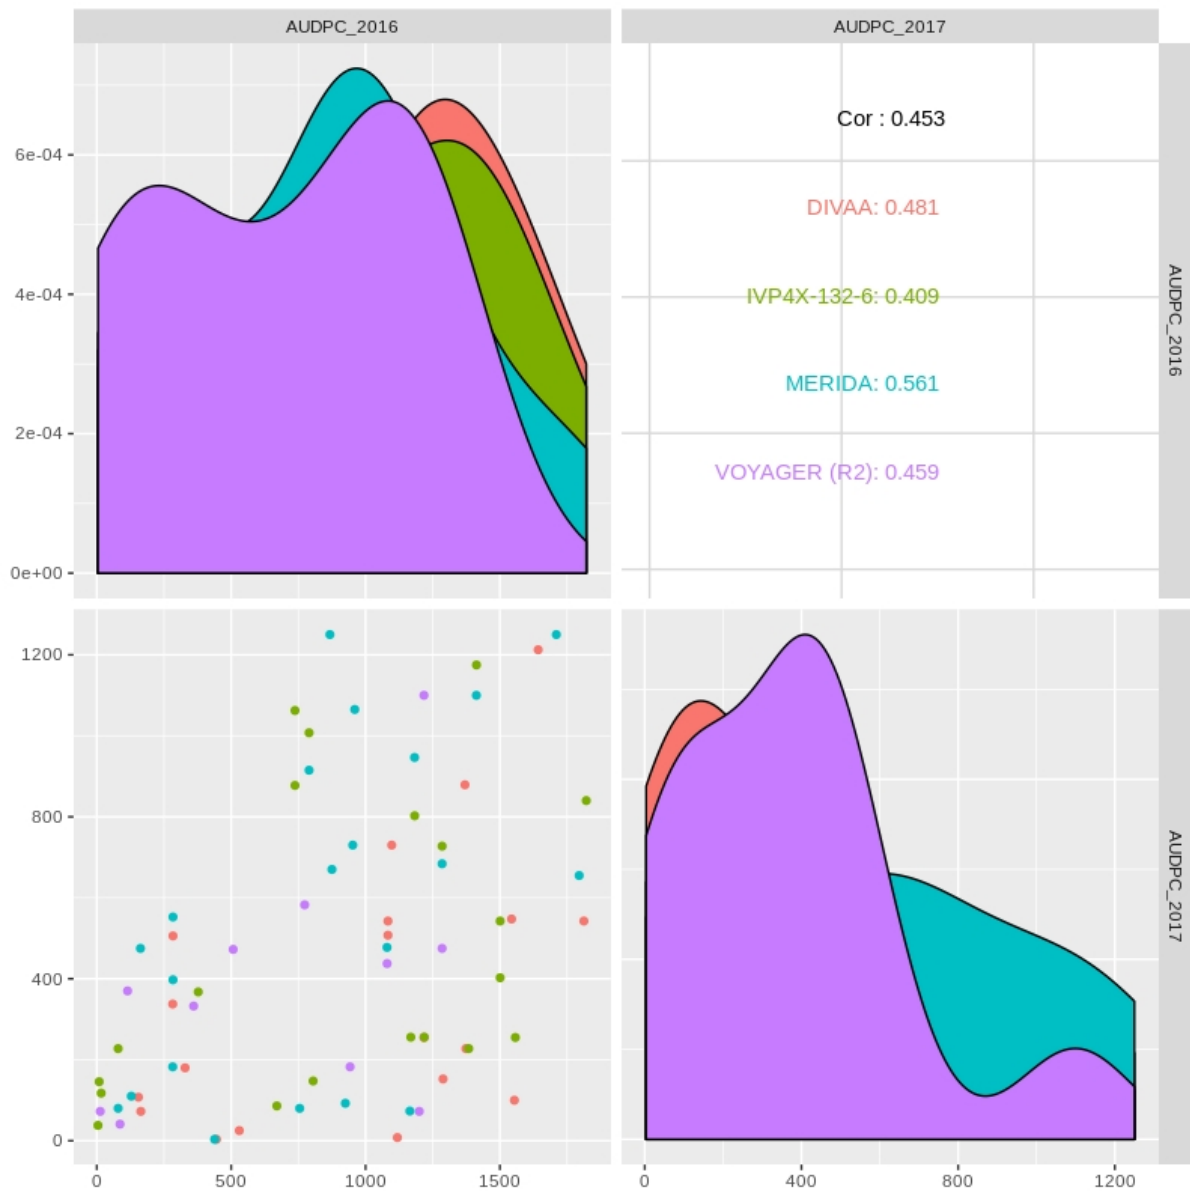 AUDPC_2016
AUDPC_2017
6e-04
4e-04
2e-04
0e+00
Cor : 0.453
DIVAA: 0.481
IVP4X-132-6: 0.409
MERIDA: 0.561
VOYAGER (R2): 0.459
AUDPC_2016
1200
800
400
0
AUDPC_2017
0 500 1000 1500
0 400 800 1200